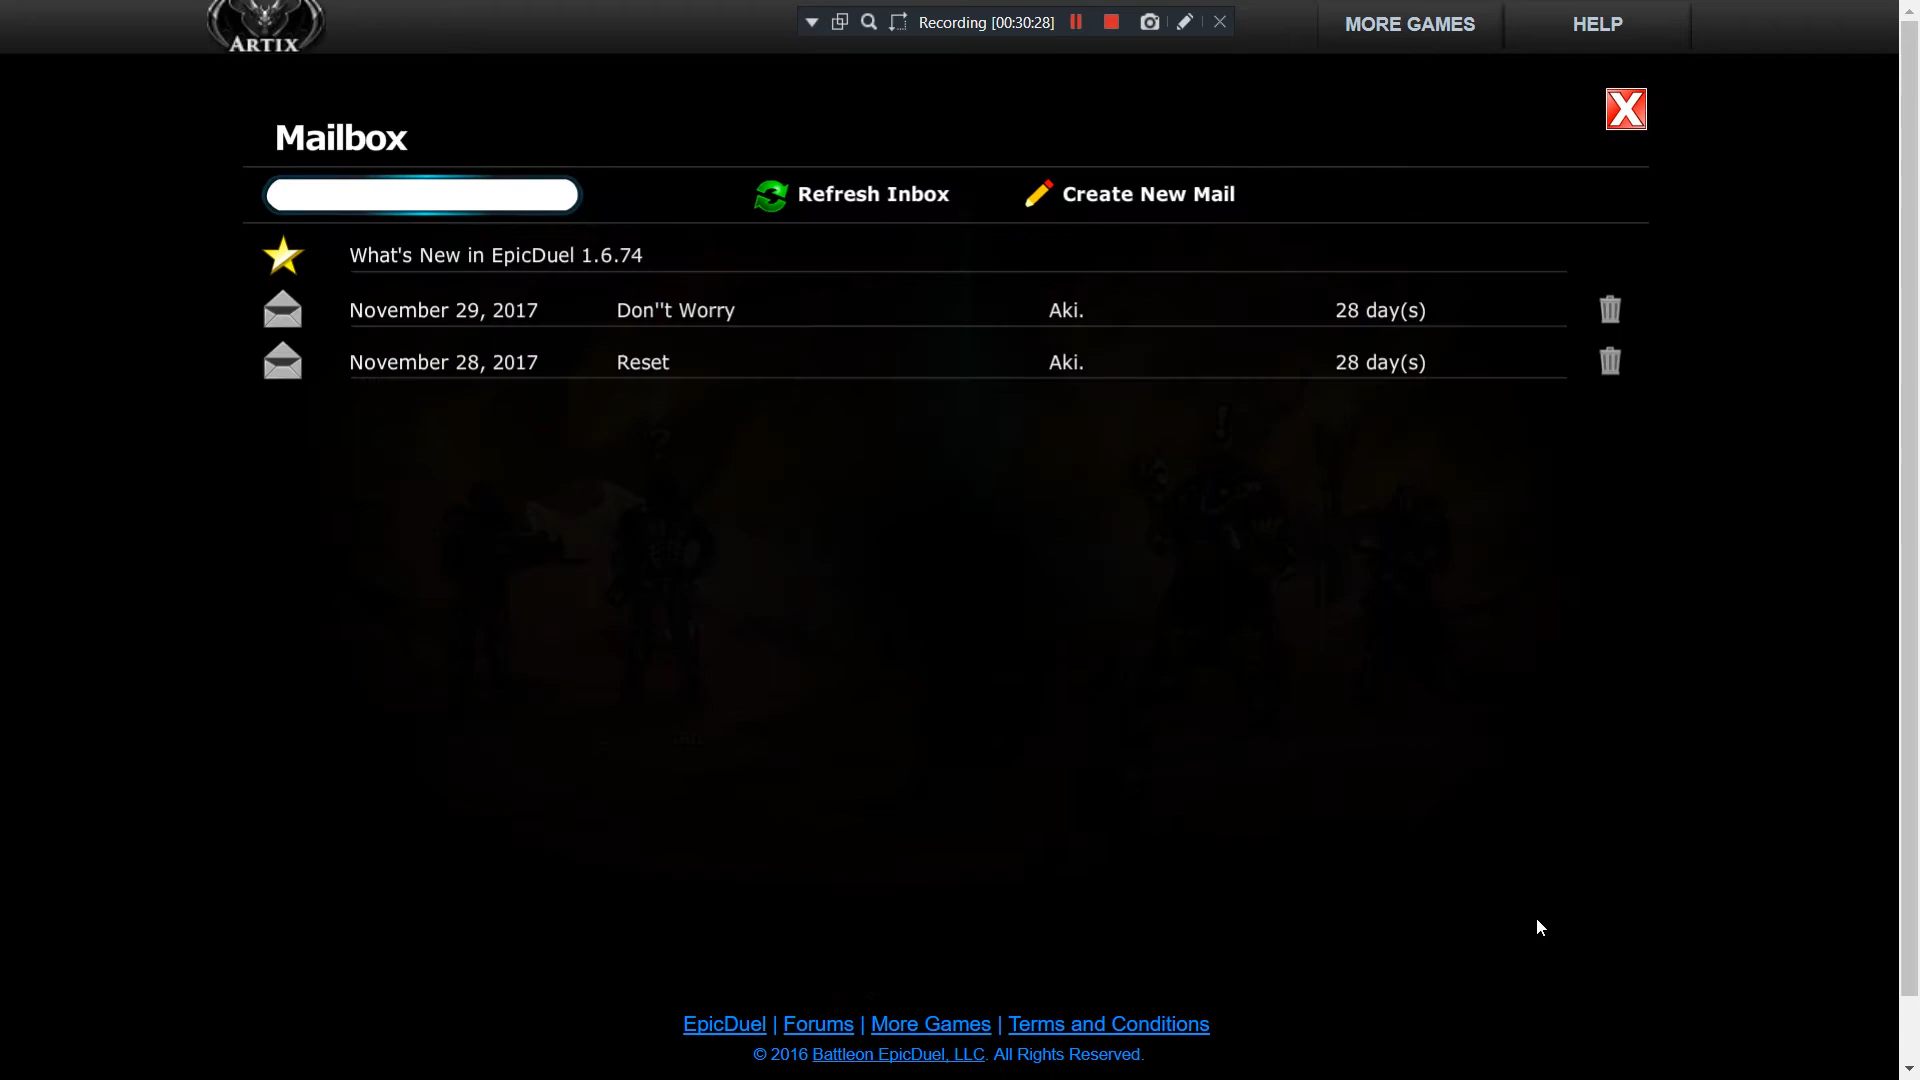 ARTIX
Recording [00:30:28]
MORE GAMES
HELP
X
Mailbox
Refresh Inbox
Create New Mail
What's New in EpicDuel 1.6.74
November 29, 2017 Don''t Worry Aki. 28 day(s)
November 28, 2017 Reset Aki. 28 day(s)
EpicDuel | Forums | More Games | Terms and Conditions
© 2016 Battleon EpicDuel, LLC. All Rights Reserved.